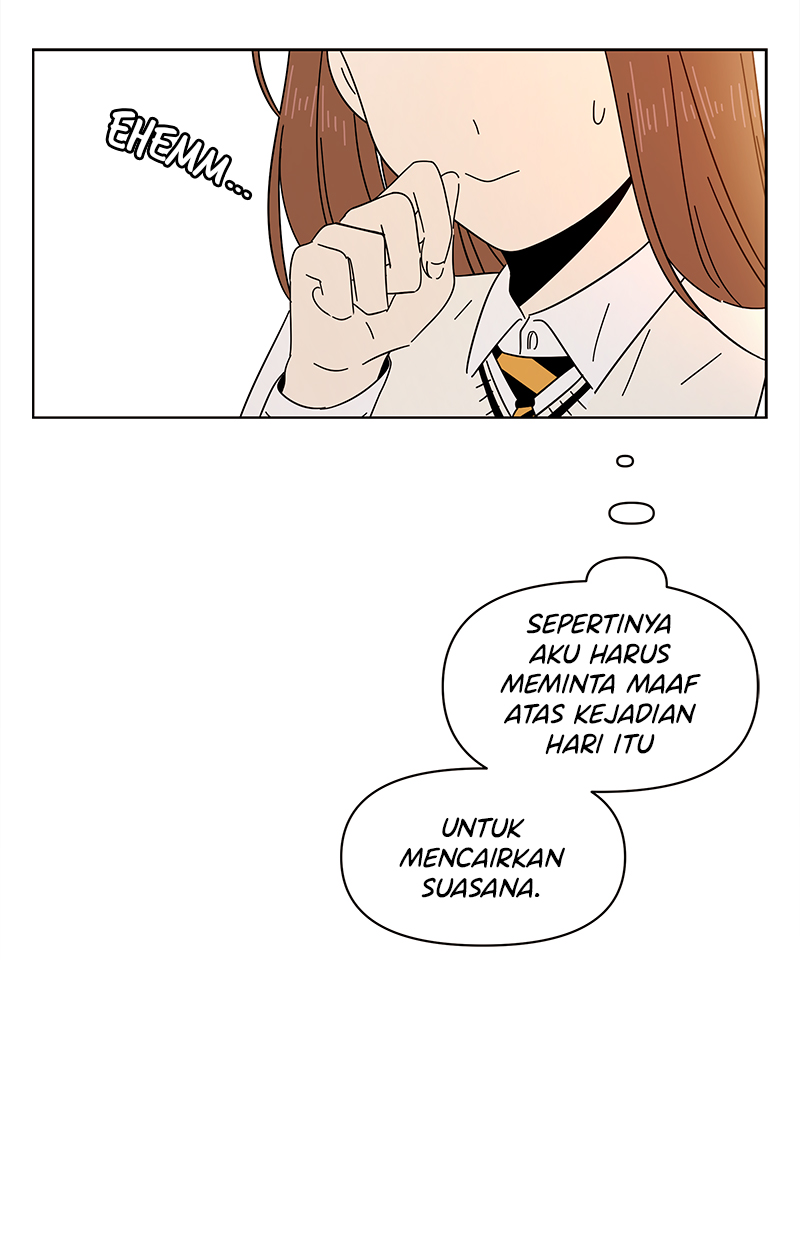 EHEMM...
SEPERTINYA
AKU HARUS
MEMINTA MAAF
ATAS KEJADIAN
HARI ITU
UNTUK
MENCAIRKAN
SUASANA.